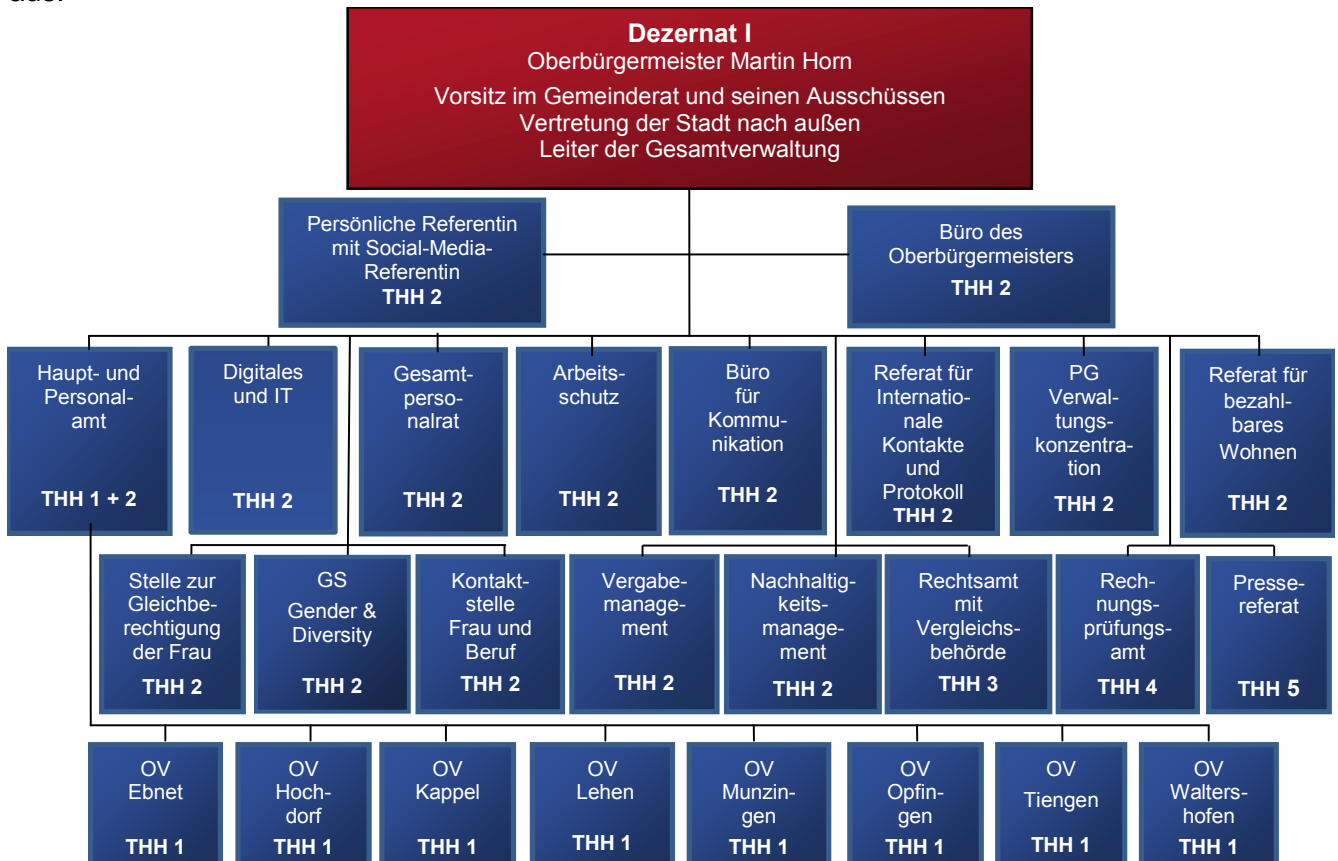 Dezernat I
Oberbürgermeister Martin Horn
Vorsitz im Gemeinderat und seinen Ausschüssen
Vertretung der Stadt nach außen
Leiter der Gesamtverwaltung
Persönliche Referentin
mit Social-Media-
Referentin
THH 2
Büro des
Oberbürgermeisters
THH 2
Haupt- und
Personal-
amt
THH 1 + 2
Digitales
und IT
THH 2
Gesamt-
perso-
nalrat
THH 2
Arbeits-
schutz
THH 2
Büro
für
Kommu-
nikation
THH 2
Referat für
Internatio-
nale
Kontakte
und
Protokoll
THH 2
PG
Verwal-
tungs-
konzentra-
tion
THH 2
Referat für
bezahl-
bares
Wohnen
THH 2
Stelle zur
Gleichbe-
rechtigung
der Frau
THH 2
GS
Gender &
Diversity
THH 2
Kontakt-
stelle
Frau und
Beruf
THH 2
Vergabe-
manage-
ment
THH 2
Nachhaltig-
keits-
manage-
ment
THH 2
Rechtsamt
mit
Vergleichs-
behörde
THH 3
Rech-
nungs-
prüfungs-
amt
THH 4
Presse-
referat
THH 5
OV
Ebnet
THH 1
OV
Hoch-
dorf
THH 1
OV
Kappel
THH 1
OV
Lehen
THH 1
OV
Munzin-
gen
THH 1
OV
Opfin-
gen
THH 1
OV
Tiengen
THH 1
OV
Walters-
hofen
THH 1